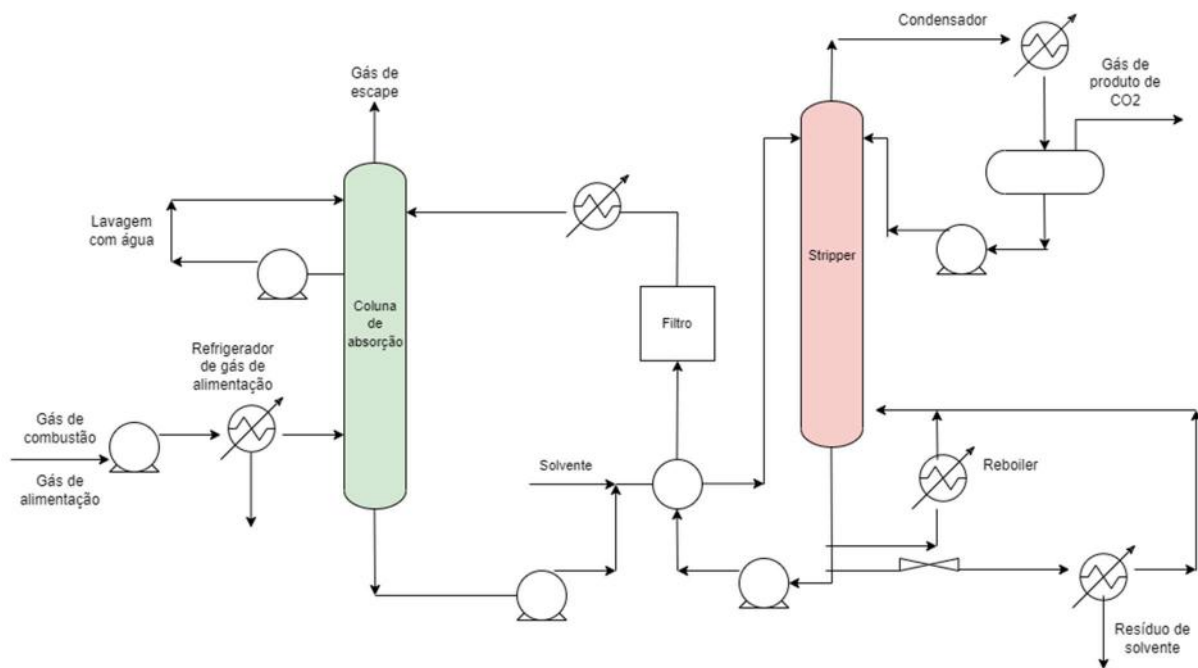 Condensador
Gás de
produto de
CO2
Gás de
escape
Lavagem
com água
Stripper
Coluna
de
absorção
Filtro
Refrigerador
de gás de
alimentação
Gás de
combustão
Gás de
alimentação
Solvente
Reboiler
Resíduo de
solvente